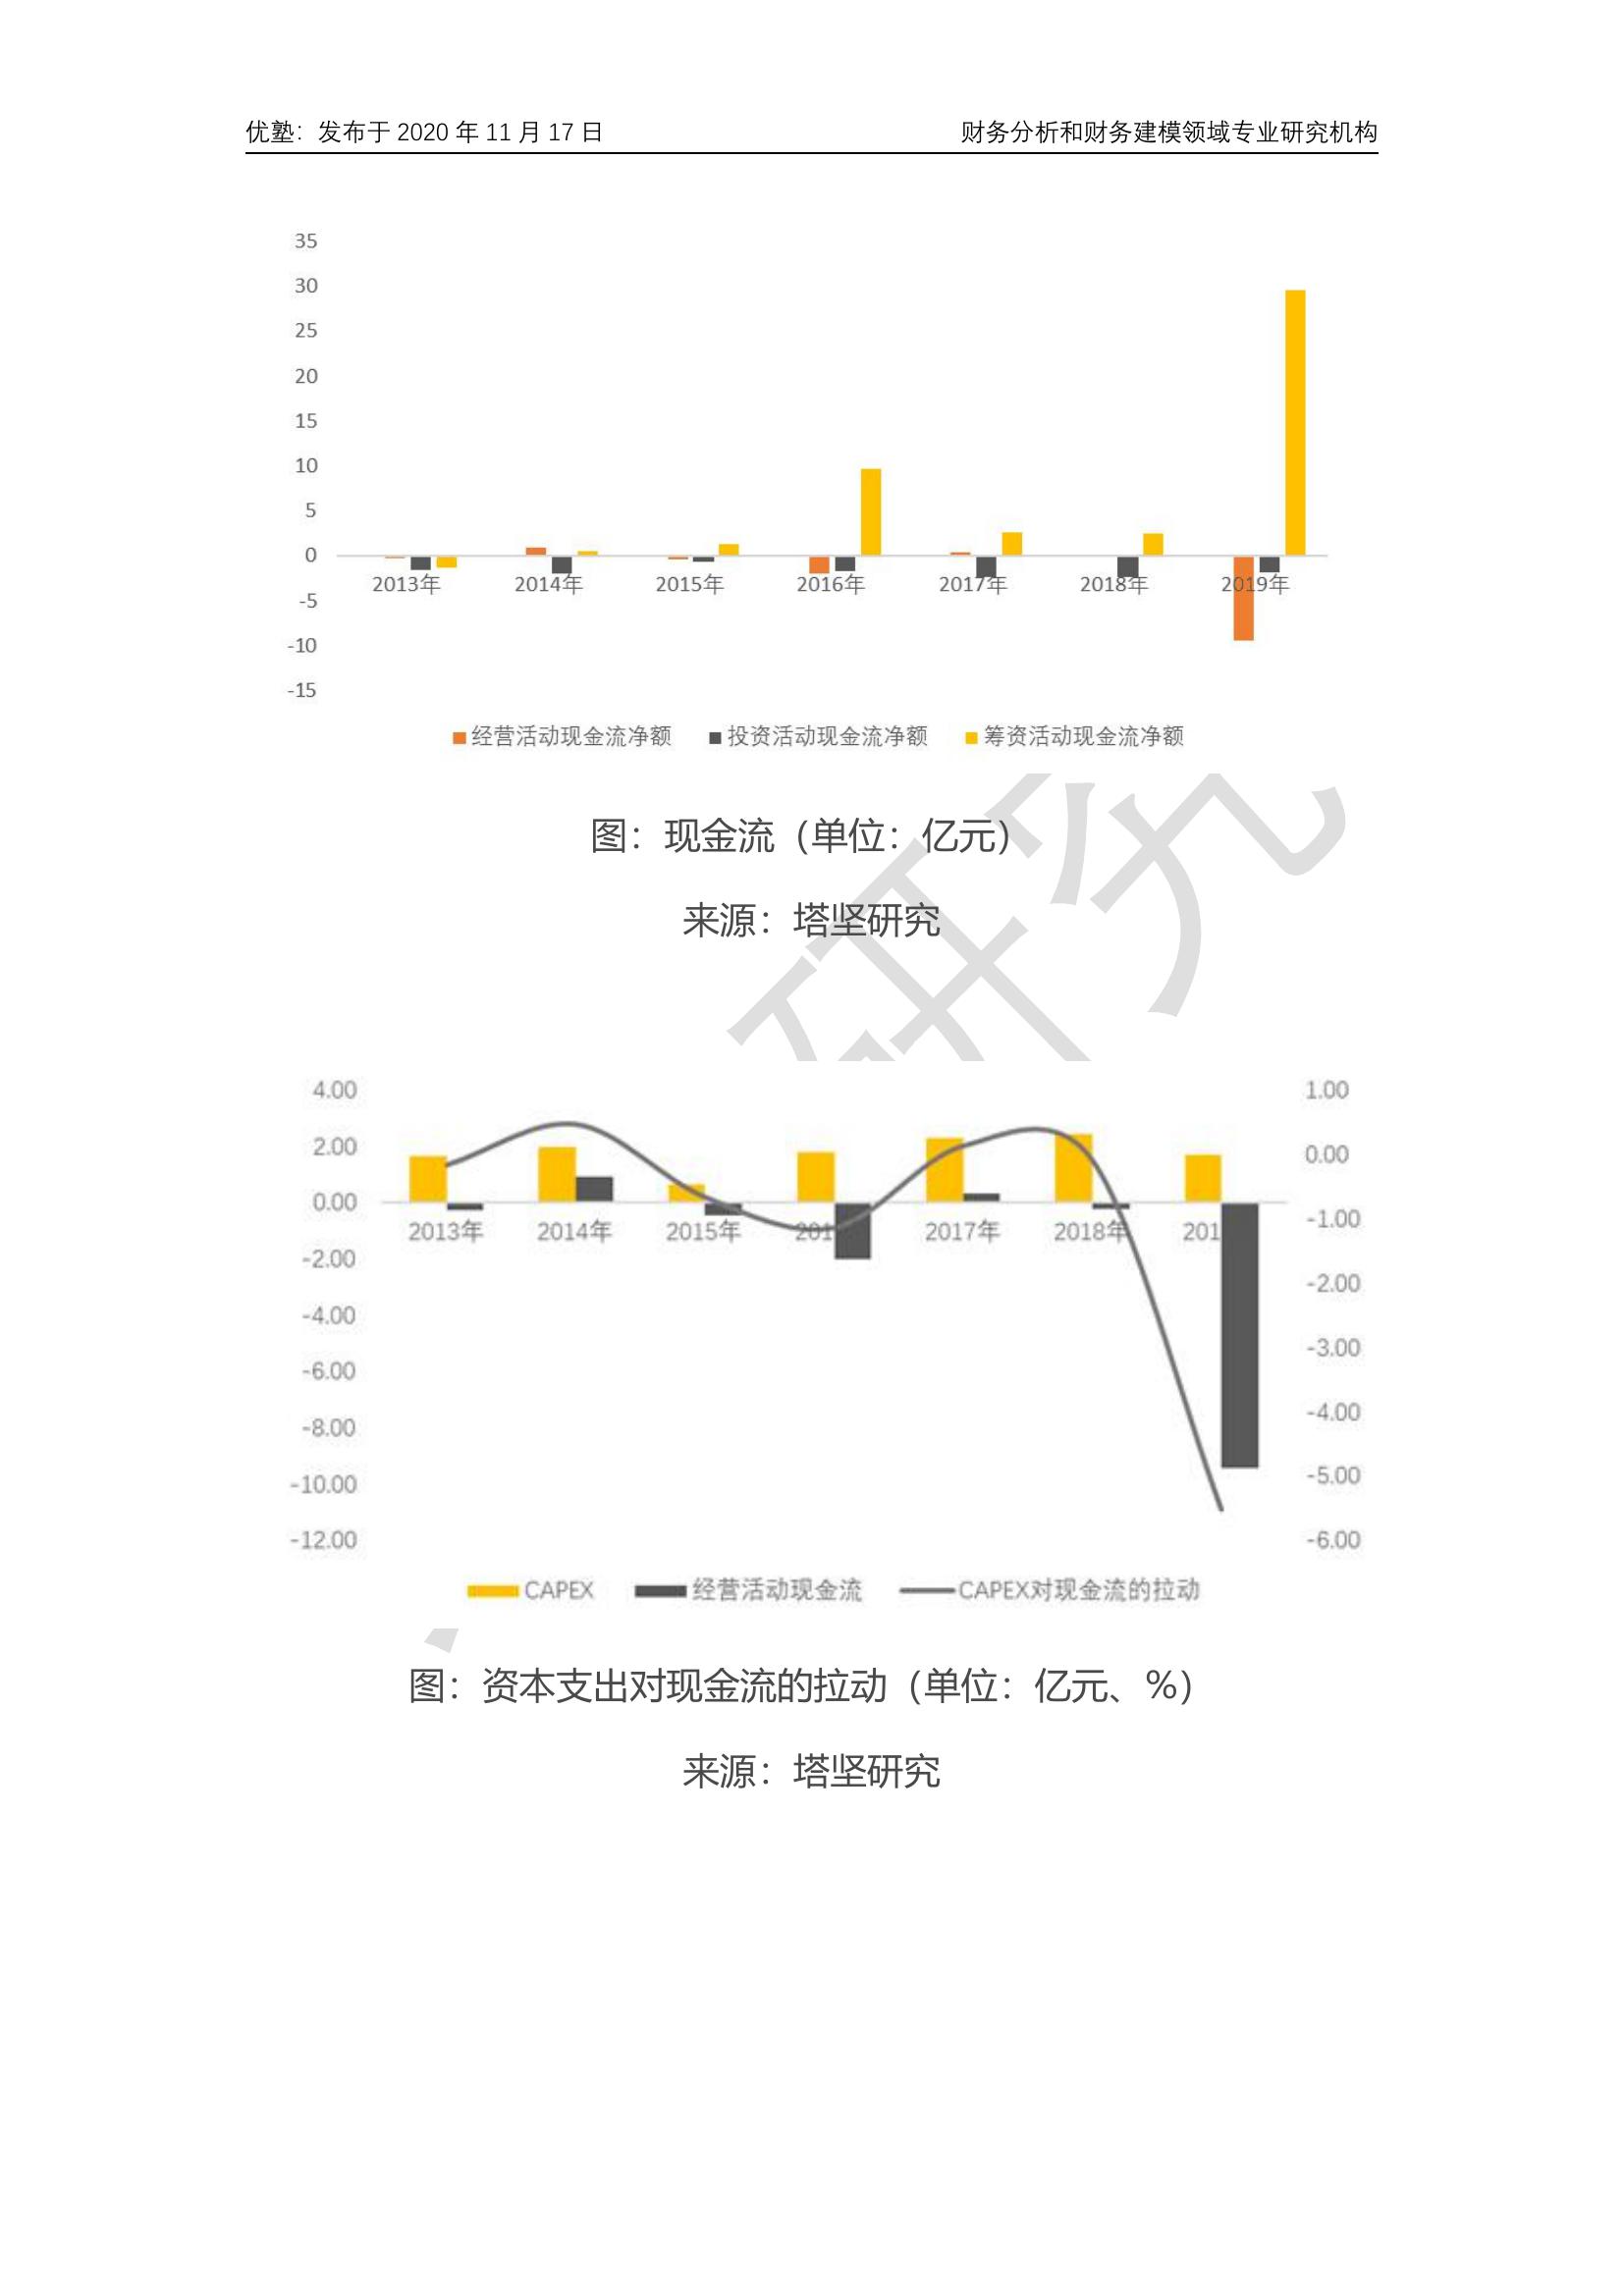 优塾：发布于 2020 年 11 月 17 日 财务分析和财务建模领域专业研究机构
35
30
25
20
15
10
5
0
2013年 2014年 2015年 2016年 2017年 2018年 2019年
-5
-10
-15
经营活动现金流净额 投资活动现金流净额 筹资活动现金流净额
图：现金流（单位：亿元）
来源：塔坚研究
研究
4.00 1.00
2.00 0.00
0.00
2013年 2014年 2015年 201 2017年 2018年 201 -1.00
-2.00 -2.00
-4.00 -3.00
-6.00
-8.00 -4.00
-10.00 -5.00
-12.00 -6.00
CAPEX 经营活动现金流 CAPEX对现金流的拉动
图：资本支出对现金流的拉动（单位：亿元、%）
来源：塔坚研究